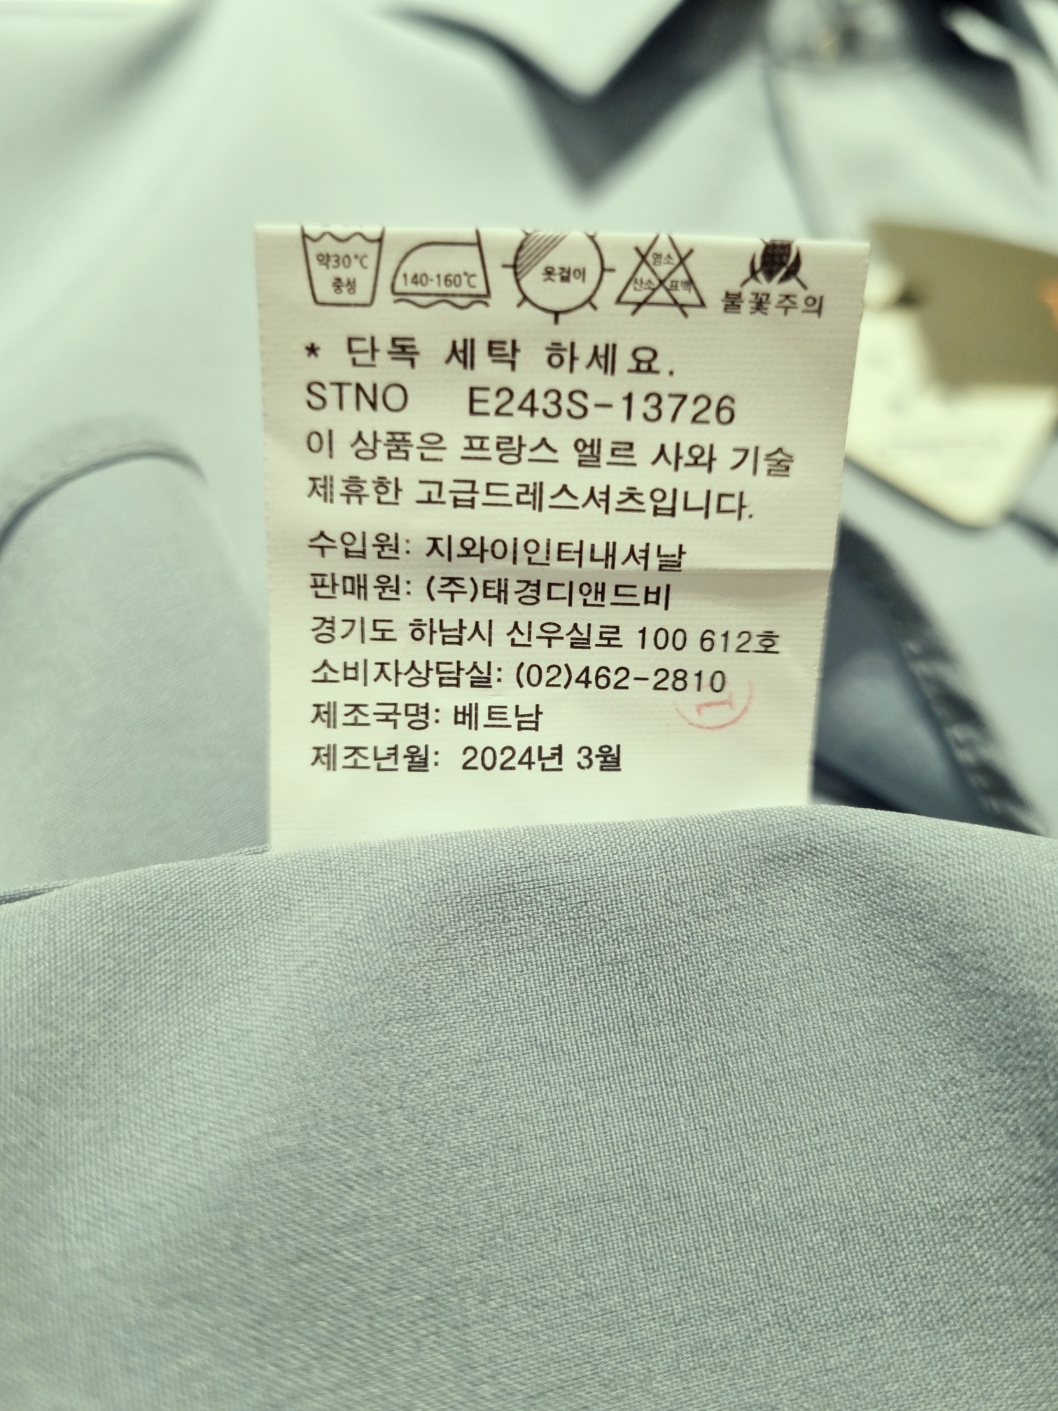 약30℃
중성
140-160℃
옷걸이
염소
산소 표백
불꽃주의
* 단독 세탁 하세요.
STNO E243S-13726
이 상품은 프랑스 엘르 사와 기술
제휴한 고급드레스셔츠입니다.
수입원: 지와이인터내셔날
판매원: (주)태경디앤드비
경기도 하남시 신우실로 100 612호
소비자상담실: (02)462-2810
제조국명: 베트남
제조년월: 2024년 3월